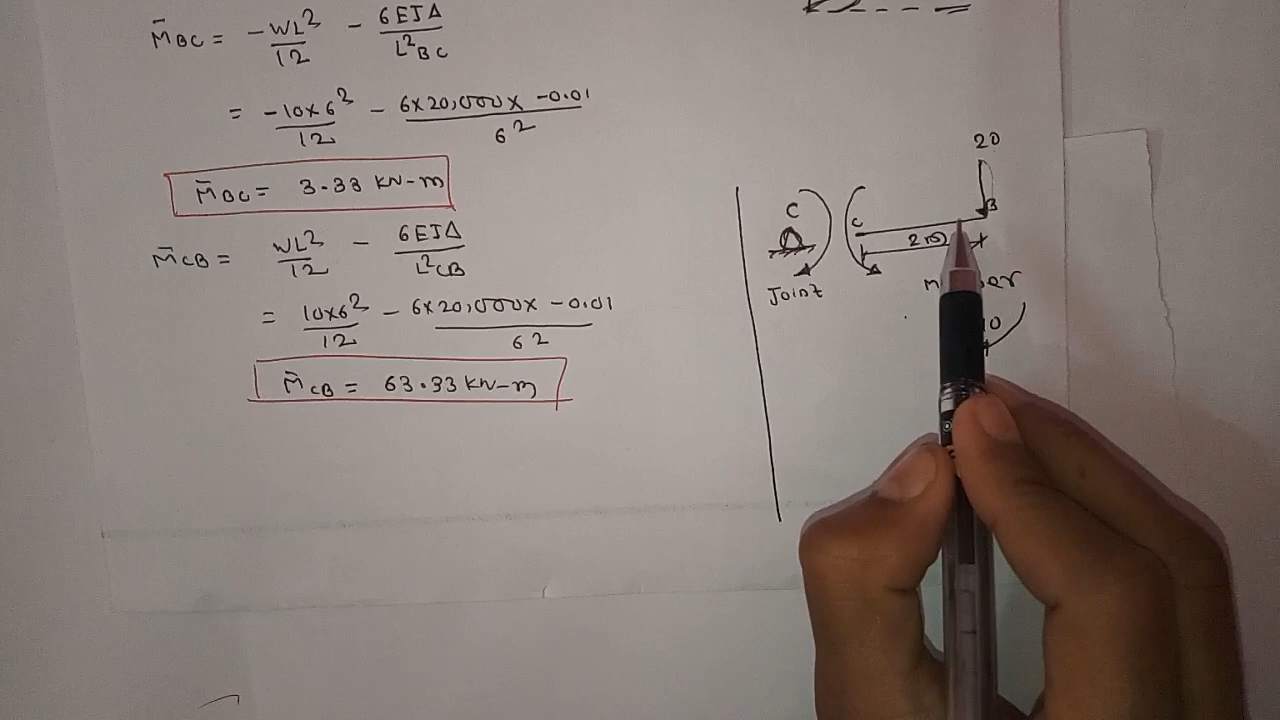 M̄BC = -WL²/12 - 6EIΔ/L²BC
= -10×6²/12 - 6×20,000× -0.01/6²
M̄BC = 3.33 KN-m
M̄CB = WL²/12 - 6EIΔ/L²CB
= 10×6²/12 - 6×20,000× -0.01/6²
M̄CB = 63.33 KN-m
20
C
C
B
2m
Joint
10